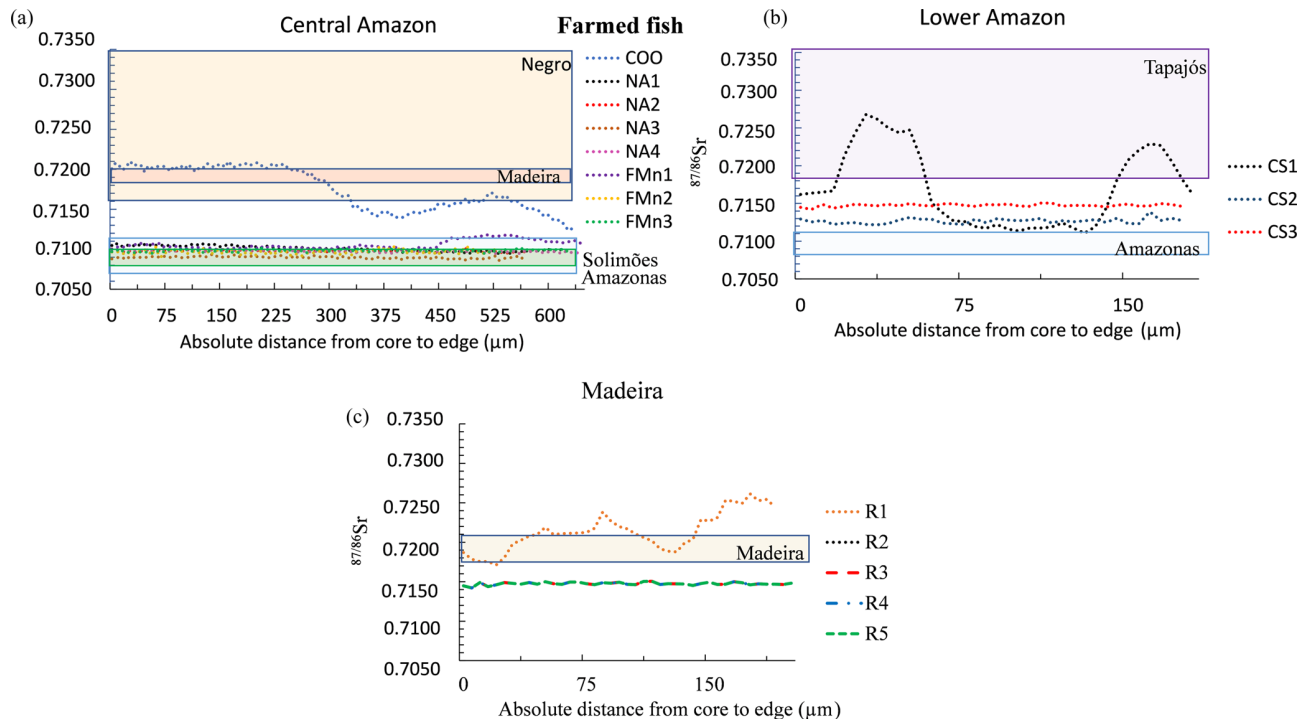 (a)
Central Amazon
Farmed fish
0.7350
0.7300
0.7250
0.7200
0.7150
0.7100
0.7050
Negro
Madeira
Solimões
Amazonas
0 75 150 225 300 375 450 525 600
Absolute distance from core to edge (µm)
COO
NA1
NA2
NA3
NA4
FMn1
FMn2
FMn3
(b)
Lower Amazon
87/86Sr
0.7350
0.7300
0.7250
0.7200
0.7150
0.7100
0.7050
Tapajós
Amazonas
0 75 150
Absolute distance from core to edge (µm)
CS1
CS2
CS3
Madeira
(c)
87/86Sr
0.7350
0.7300
0.7250
0.7200
0.7150
0.7100
0.7050
Madeira
0 75 150
Absolute distance from core to edge (µm)
R1
R2
R3
R4
R5